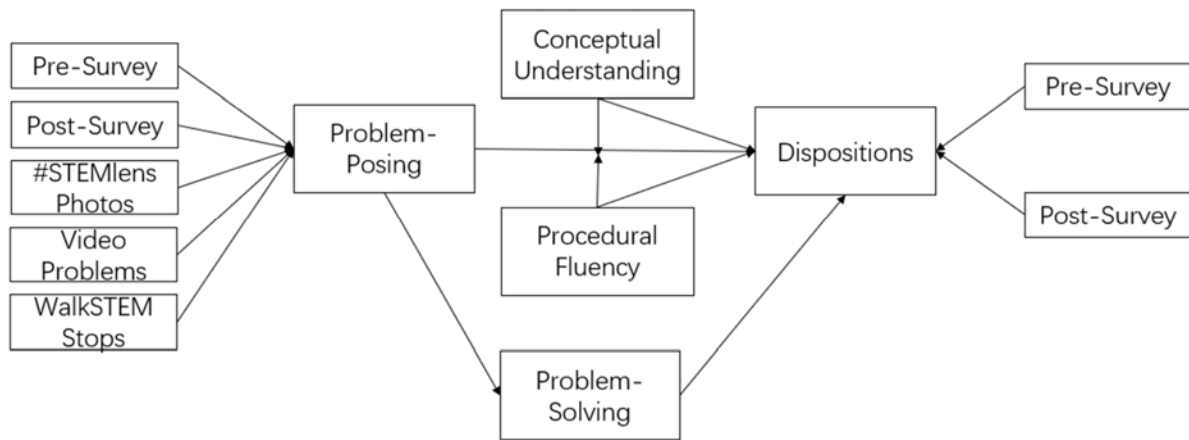 Pre-Survey
Post-Survey
#STEMlens
Photos
Video
Problems
WalkSTEM
Stops
Problem-
Posing
Conceptual
Understanding
Procedural
Fluency
Problem-
Solving
Dispositions
Pre-Survey
Post-Survey